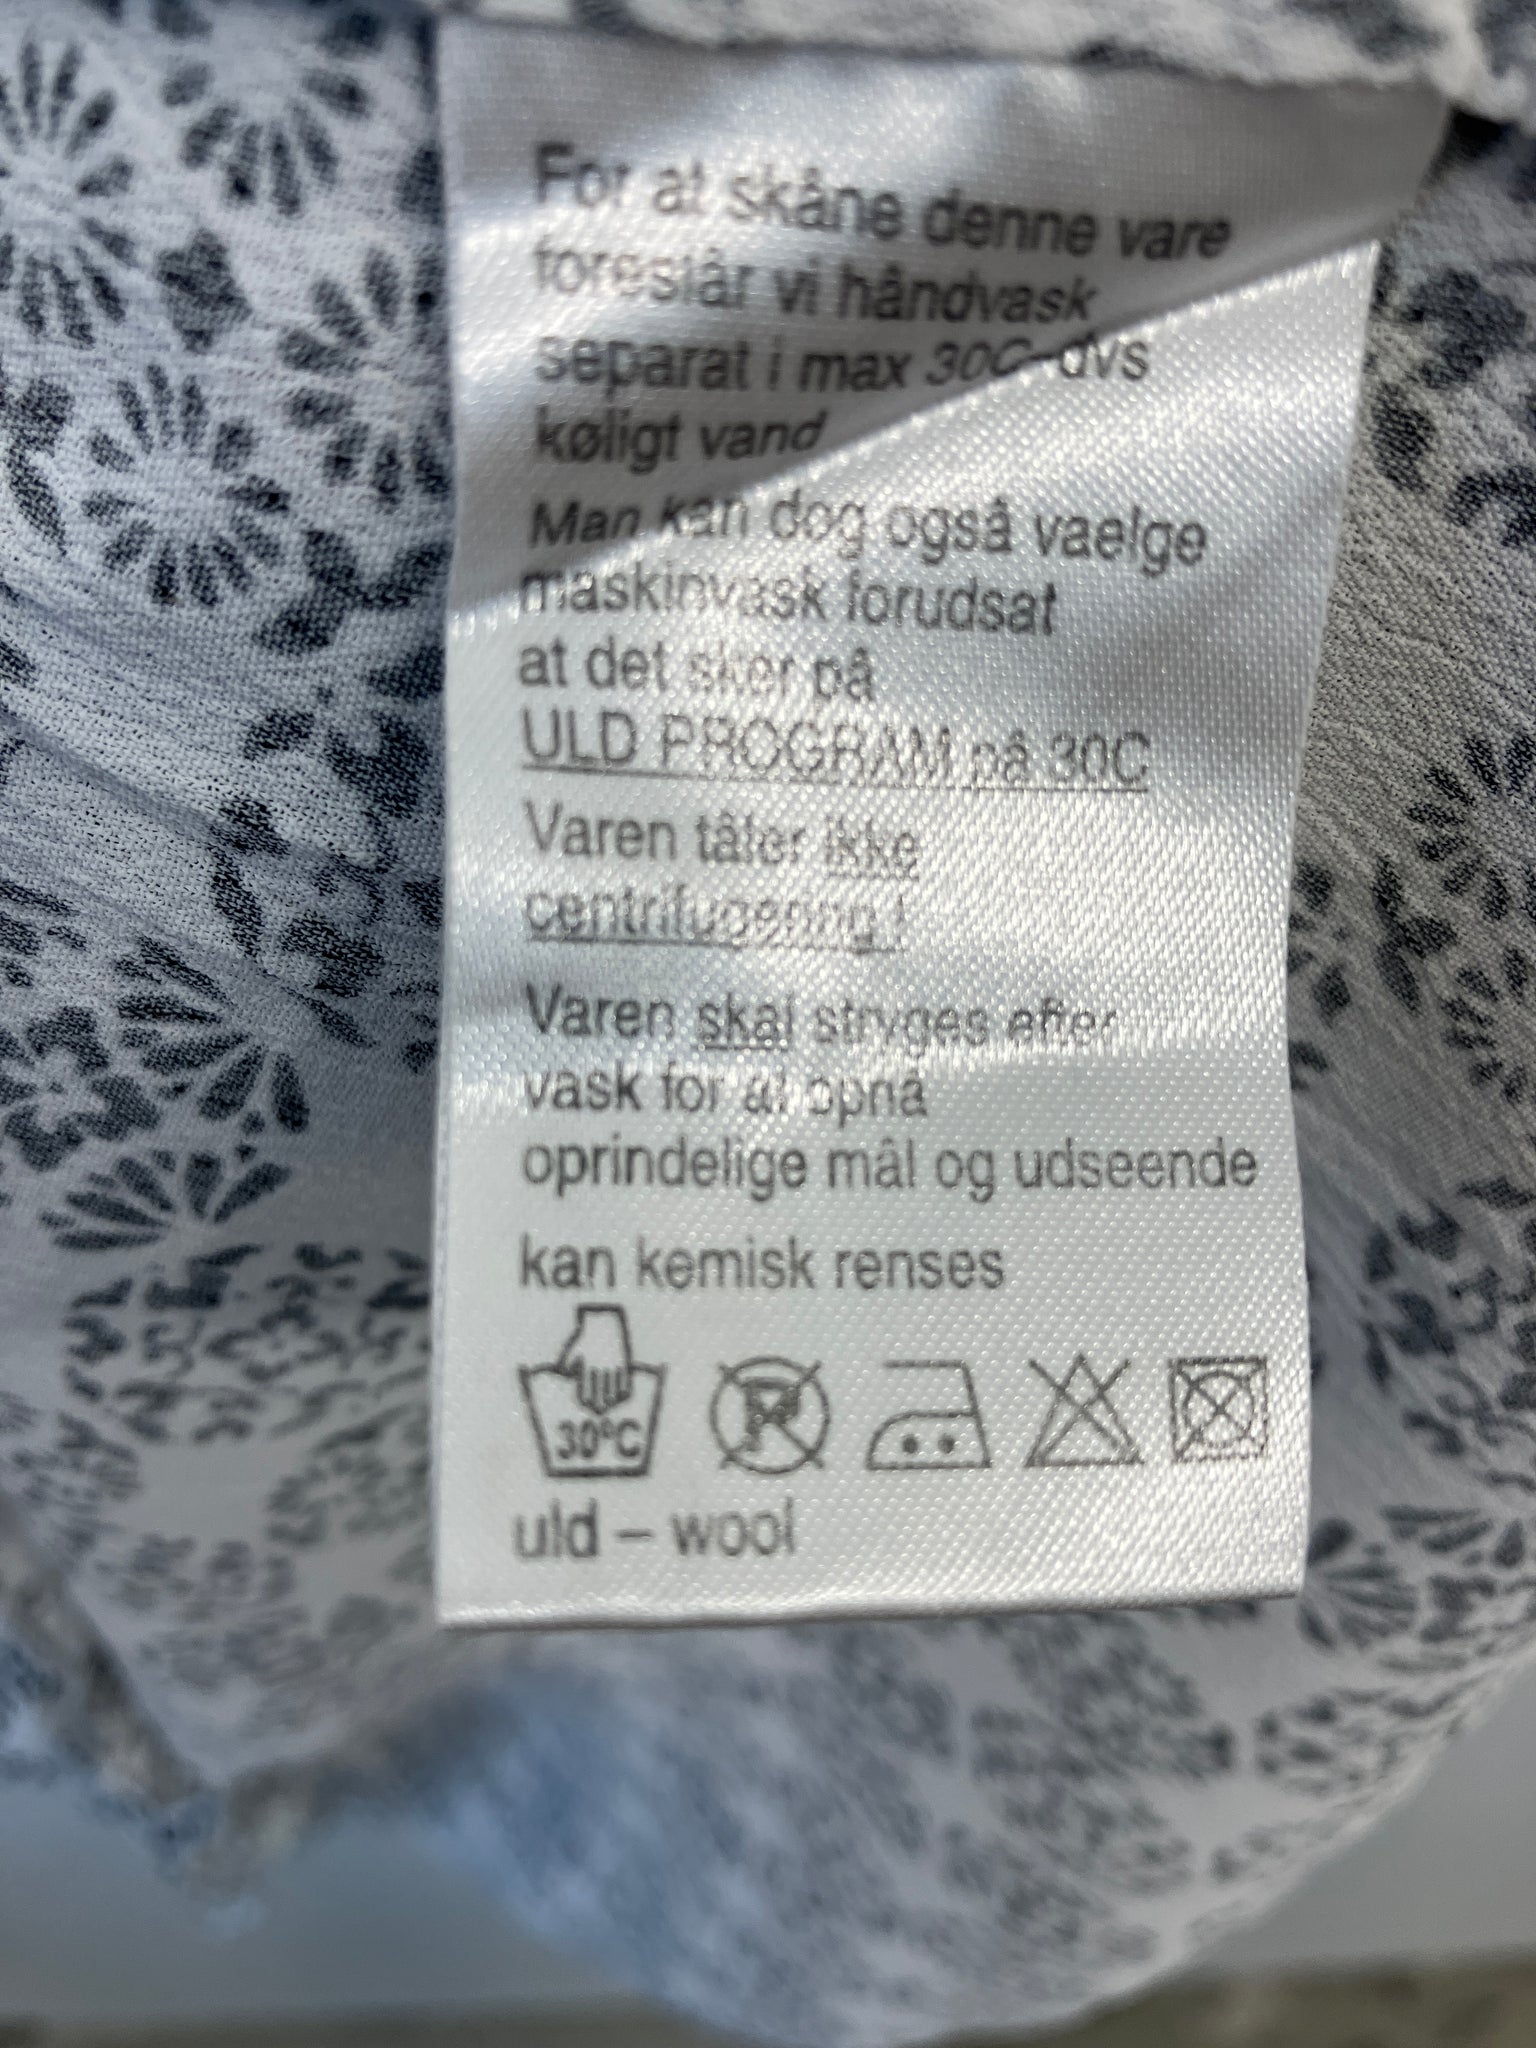 For at skåne denne vare
foreslår vi håndvask
separat i max 30C-dvs
køligt vand
Man kan dog også vaelge
maskinvask forudsat
at det sker på
ULD PROGRAM på 30C
Varen tåler ikke
centrifugering !
Varen skal stryges efter
vask for at opnå
oprindelige mål og udseende
kan kemisk renses
30°C P
uld – wool